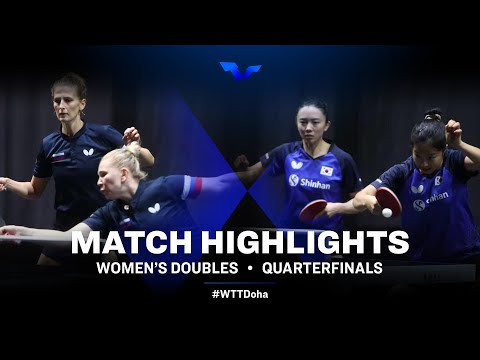 Shinhan
MATCH HIGHLIGHTS
WOMEN'S DOUBLES • QUARTERFINALS
#WTTDoha